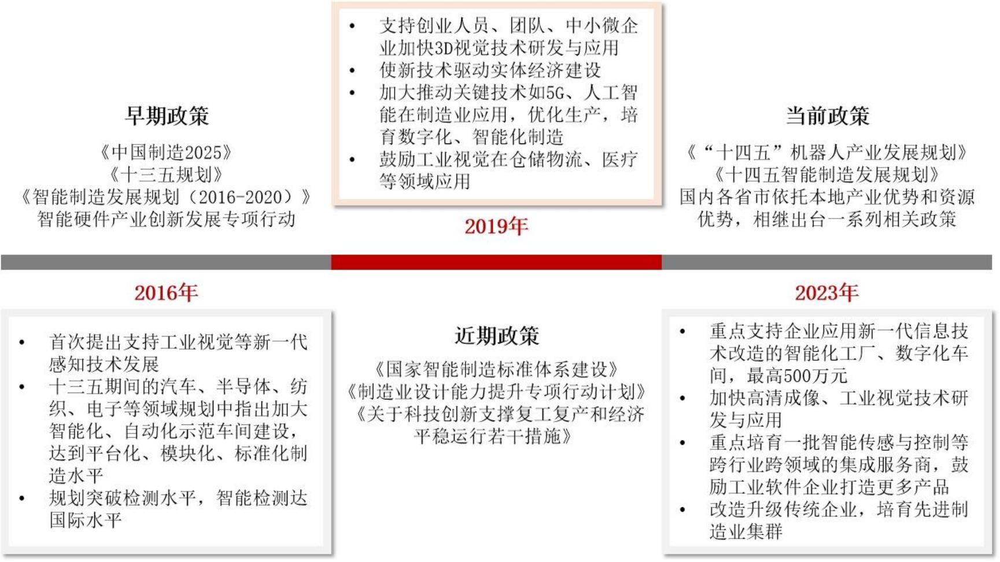 早期政策
《中国制造2025》
《十三五规划》
《智能制造发展规划（2016-2020）》
智能硬件产业创新发展专项行动
2016年
• 首次提出支持工业视觉等新一代
感知技术发展
• 十三五期间的汽车、半导体、纺
织、电子等领域规划中指出加大
智能化、自动化示范车间建设，
达到平台化、模块化、标准化制
造水平
• 规划突破检测水平，智能检测达
国际水平
• 支持创业人员、团队、中小微企
业加快3D视觉技术研发与应用
• 使新技术驱动实体经济建设
• 加大推动关键技术如5G、人工智
能在制造业应用，优化生产，培
育数字化、智能化制造
• 鼓励工业视觉在仓储物流、医疗
等领域应用
2019年
近期政策
《国家智能制造标准体系建设》
《制造业设计能力提升专项行动计划》
《关于科技创新支撑复工复产和经济
平稳运行若干措施》
当前政策
《“十四五”机器人产业发展规划》
《十四五智能制造发展规划》
国内各省市依托本地产业优势和资源
优势，相继出台一系列相关政策
2023年
• 重点支持企业应用新一代信息技
术改造的智能化工厂、数字化车
间，最高500万元
• 加快高清成像、工业视觉技术研
发与应用
• 重点培育一批智能传感与控制等
跨行业跨领域的集成服务商，鼓
励工业软件企业打造更多产品
• 改造升级传统企业，培育先进制
造业集群